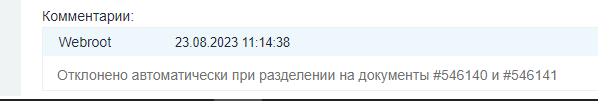 Комментарии:
Webroot 23.08.2023 11:14:38
Отклонено автоматически при разделении на документы #546140 и #546141